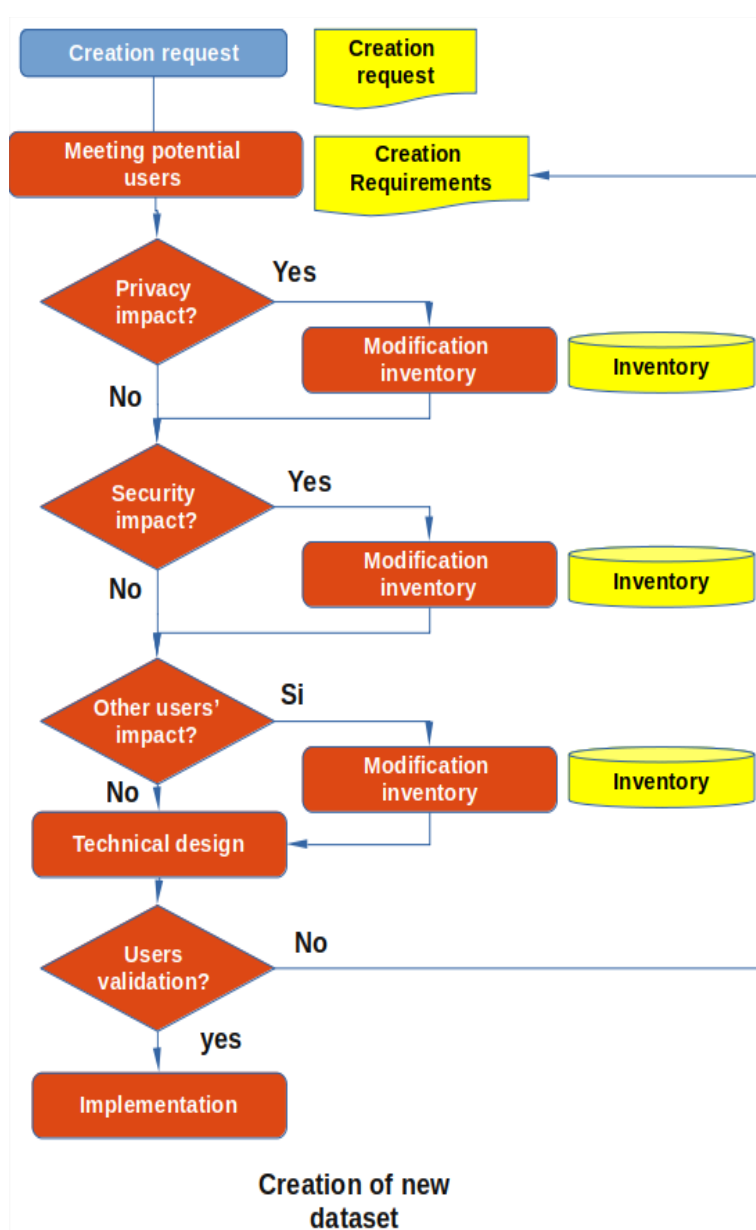 Creation request
Creation
request
Meeting potential
users
Creation
Requirements
Privacy
impact?
Yes
Modification
inventory
Inventory
No
Security
impact?
Yes
Modification
inventory
Inventory
No
Other users'
impact?
Si
Modification
inventory
Inventory
No
Technical design
Users
validation?
No
yes
Implementation
Creation of new
dataset